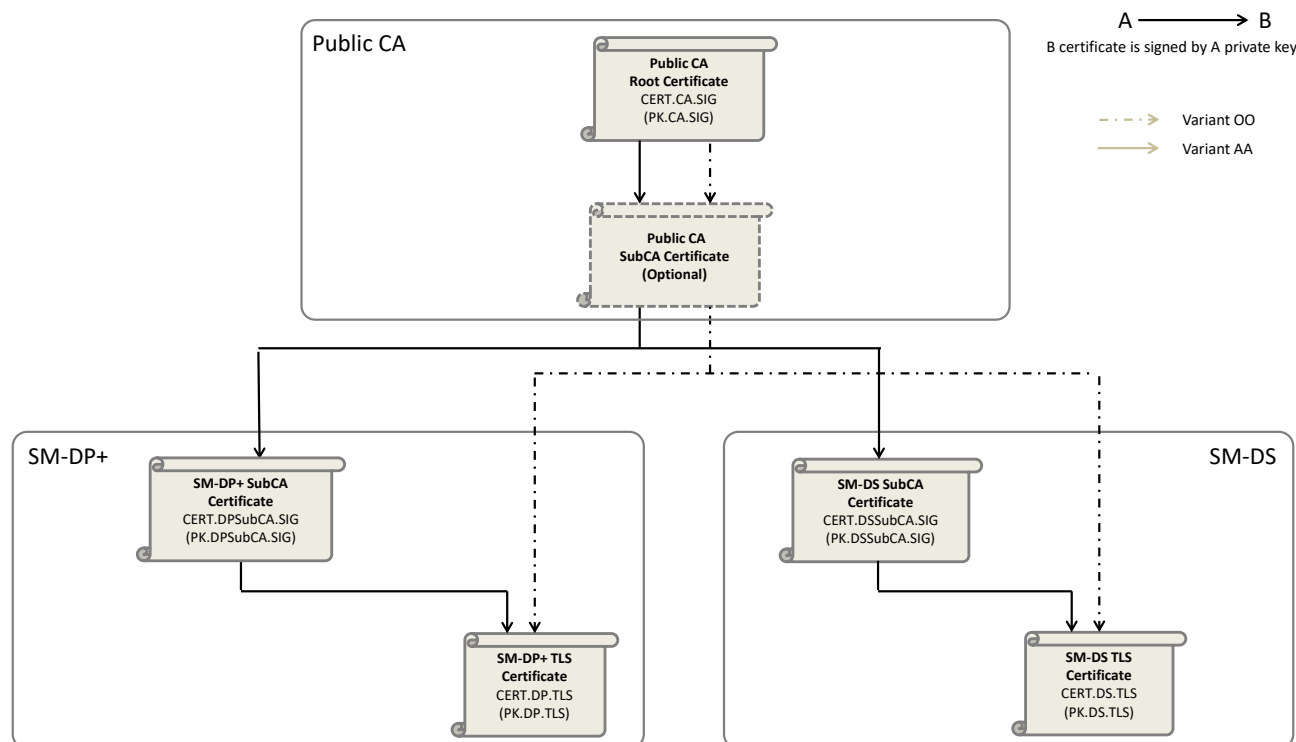 Public CA
A B
B certificate is signed by A private key
Public CA
Root Certificate
CERT.CA.SIG
(PK.CA.SIG)
Variant OO
Variant AA
Public CA
SubCA Certificate
(Optional)
SM-DP+
SM-DP+ SubCA
Certificate
CERT.DPSubCA.SIG
(PK.DPSubCA.SIG)
SM-DP+ TLS
Certificate
CERT.DP.TLS
(PK.DP.TLS)
SM-DS
SM-DS SubCA
Certificate
CERT.DSSubCA.SIG
(PK.DSSubCA.SIG)
SM-DS TLS
Certificate
CERT.DS.TLS
(PK.DS.TLS)